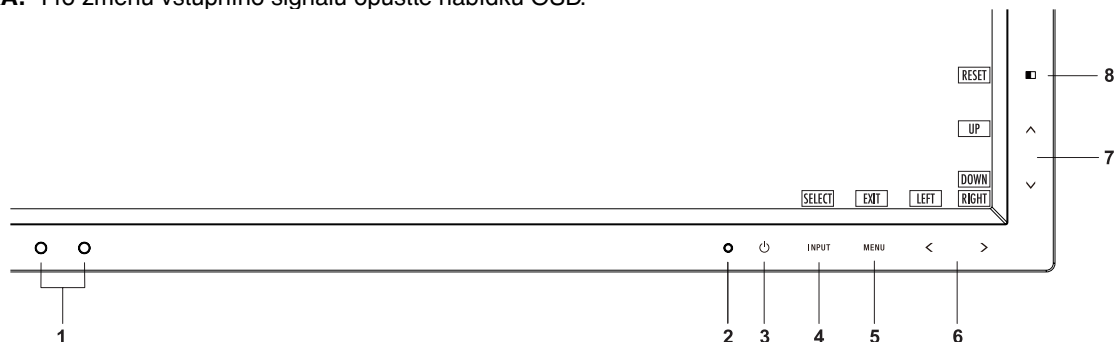 A: Pro změnu vstupního signálu opusťte nabídku OSD.
RESET
8
UP
7
DOWN
SELECT EXIT LEFT RIGHT
INPUT MENU
1 2 3 4 5 6